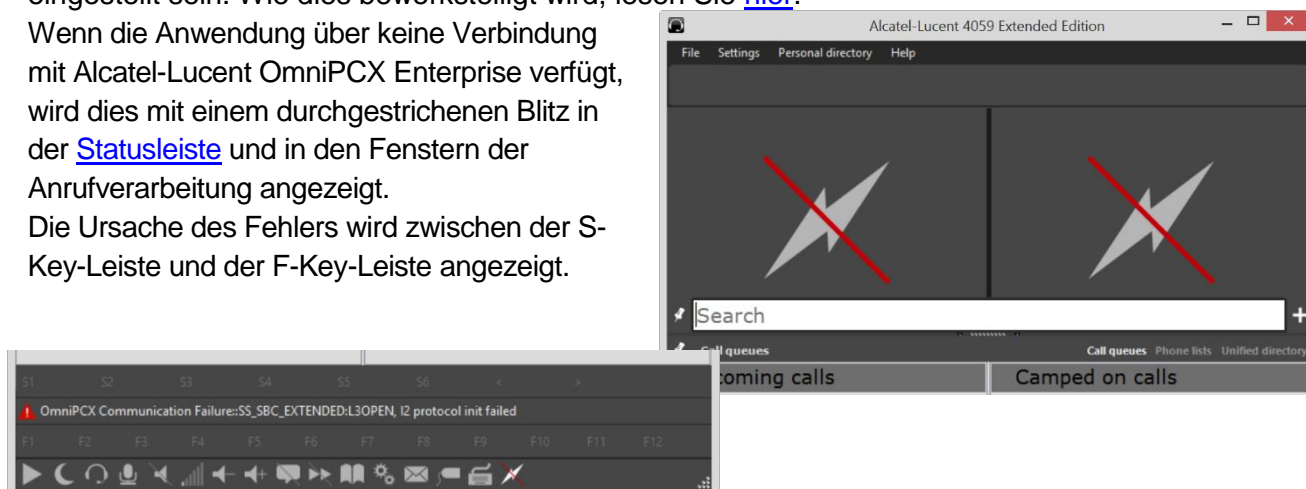 eingestellt sein. Wie dies bewerkstelligt wird, lesen Sie hier.
Wenn die Anwendung über keine Verbindung
mit Alcatel-Lucent OmniPCX Enterprise verfügt,
wird dies mit einem durchgestrichenen Blitz in
der Statusleiste und in den Fenstern der
Anrufverarbeitung angezeigt.
Die Ursache des Fehlers wird zwischen der S-
Key-Leiste und der F-Key-Leiste angezeigt.
Alcatel-Lucent 4059 Extended Edition
File Settings Personal directory Help
Search
Call queues Call queues Phone lists Unified directory
coming calls Camped on calls
S1 S2 S3 S4 S5 S6 < >
OmniPCX Communication Failure::SS_SBC_EXTENDED:L3OPEN, I2 protocol init failed
F1 F2 F3 F4 F5 F6 F7 F8 F9 F10 F11 F12